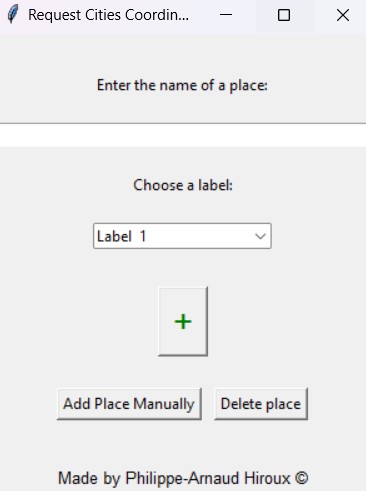 Request Cities Coordin...
Enter the name of a place:
Choose a label:
Label 1
+
Add Place Manually Delete place
Made by Philippe-Arnaud Hiroux ©